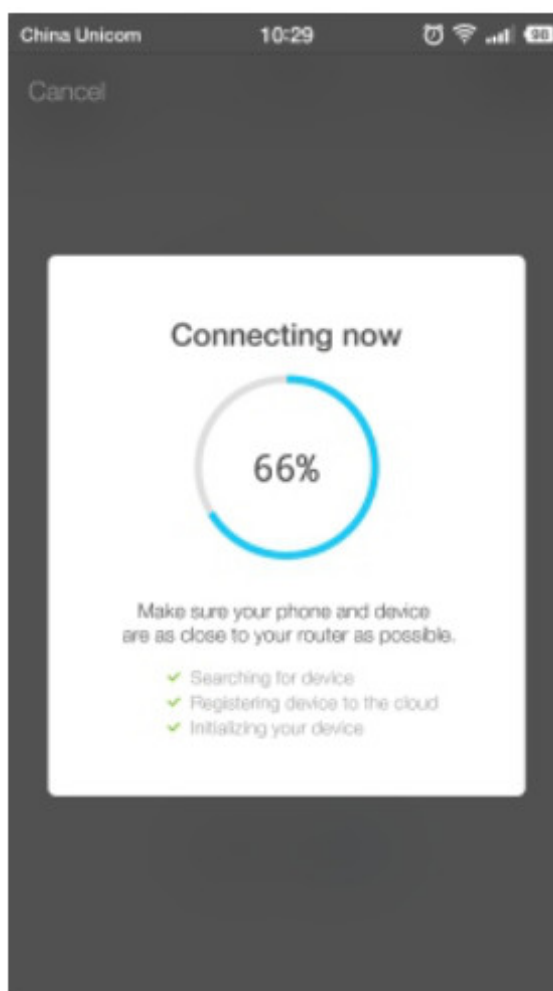 China Unicom 10:29 98
Cancel
Connecting now
66%
Make sure your phone and device
are as close to your router as possible.
Searching for device
Registering device to the cloud
Initializing your device